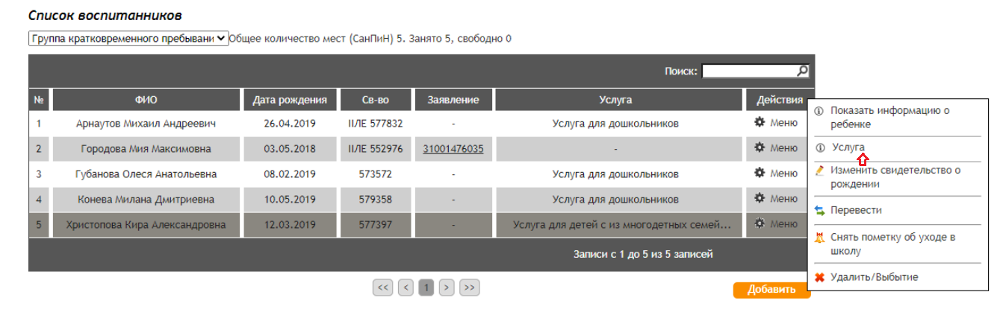 Список воспитанников
Группа кратковременного пребывани Общее количество мест (СанПиН) 5. Занято 5, свободно 0
Поиск:
№ ФИО Дата рождения Св-во Заявление Услуга Действия
1 Арнаутов Михаил Андреевич 26.04.2019 IIЛЕ 577832 - Услуга для дошкольников Меню
2 Городова Мия Максимовна 03.05.2018 IIЛЕ 552976 31001476035 - Меню
3 Губанова Олеся Анатольевна 08.02.2019 573572 - Услуга для дошкольников Меню
4 Конева Милана Дмитриевна 10.05.2019 579358 - Услуга для дошкольников Меню
5 Христопова Кира Александровна 12.03.2019 577397 - Услуга для детей с из многодетных семей... Меню
Записи с 1 до 5 из 5 записей
<< < 1 > >>
Добавить
Показать информацию о
ребенке
Услуга
Изменить свидетельство о
рождении
Перевести
Снять пометку об уходе в
школу
Удалить/Выбытие